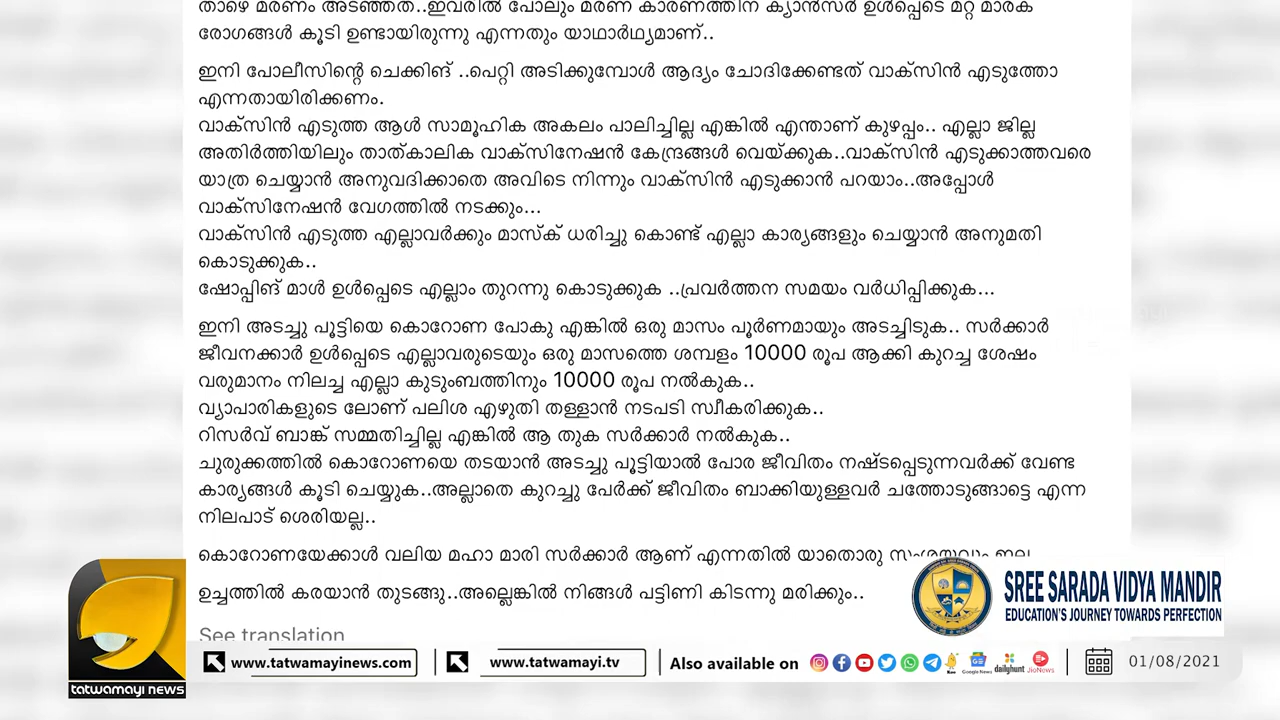 താഴെ മരണം അടഞ്ഞത്..ഇവരിൽ പോലും മരണ കാരണത്തിന് ക്യാൻസർ ഉൾപ്പെടെ മറ്റ് മാരക
രോഗങ്ങൾ കൂടി ഉണ്ടായിരുന്നു എന്നതും യാഥാർഥ്യമാണ്..
ഇനി പോലീസിന്റെ ചെക്കിങ് ..പെറ്റി അടിക്കുമ്പോൾ ആദ്യം ചോദിക്കേണ്ടത് വാക്‌സിൻ എടുത്തോ
എന്നതായിരിക്കണം.
വാക്‌സിൻ എടുത്ത ആൾ സാമൂഹിക അകലം പാലിച്ചില്ല എങ്കിൽ എന്താണ് കുഴപ്പം.. എല്ലാ ജില്ല
അതിർത്തിയിലും താത്കാലിക വാക്‌സിനേഷൻ കേന്ദ്രങ്ങൾ വെയ്ക്കുക..വാക്‌സിൻ എടുക്കാത്തവരെ
യാത്ര ചെയ്യാൻ അനുവദിക്കാതെ അവിടെ നിന്നും വാക്‌സിൻ എടുക്കാൻ പറയാം..അപ്പോൾ
വാക്‌സിനേഷൻ വേഗത്തിൽ നടക്കും...
വാക്‌സിൻ എടുത്ത എല്ലാവർക്കും മാസ്ക് ധരിച്ചു കൊണ്ട് എല്ലാ കാര്യങ്ങളും ചെയ്യാൻ അനുമതി
കൊടുക്കുക..
ഷോപ്പിങ് മാൾ ഉൾപ്പെടെ എല്ലാം തുറന്നു കൊടുക്കുക ..പ്രവർത്തന സമയം വർധിപ്പിക്കുക...
ഇനി അടച്ചു പൂട്ടിയെ കൊറോണ പോകു എങ്കിൽ ഒരു മാസം പൂർണമായും അടച്ചിടുക.. സർക്കാർ
ജീവനക്കാർ ഉൾപ്പെടെ എല്ലാവരുടെയും ഒരു മാസത്തെ ശമ്പളം 10000 രൂപ ആക്കി കുറച്ച ശേഷം
വരുമാനം നിലച്ച എല്ലാ കുടുംബത്തിനും 10000 രൂപ നൽകുക..
വ്യാപാരികളുടെ ലോണ് പലിശ എഴുതി തള്ളാൻ നടപടി സ്വീകരിക്കുക..
റിസർവ് ബാങ്ക് സമ്മതിച്ചില്ല എങ്കിൽ ആ തുക സർക്കാർ നൽകുക..
ചുരുക്കത്തിൽ കൊറോണയെ തടയാൻ അടച്ചു പൂട്ടിയാൽ പോര ജീവിതം നഷ്ടപ്പെടുന്നവർക്ക് വേണ്ട
കാര്യങ്ങൾ കൂടി ചെയ്യുക..അല്ലാതെ കുറച്ചു പേർക്ക് ജീവിതം ബാക്കിയുള്ളവർ ചത്തോടുങ്ങാട്ടെ എന്ന
നിലപാട് ശെരിയല്ല..
കൊറോണയേക്കാൾ വലിയ മഹാ മാരി സർക്കാർ ആണ് എന്നതിൽ യാതൊരു സംശയവും ഇല്ല
ഉച്ചത്തിൽ കരയാൻ തുടങ്ങു..അല്ലെങ്കിൽ നിങ്ങൾ പട്ടിണി കിടന്നു മരിക്കും..
See translation
SREE SARADA VIDYA MANDIR
EDUCATION'S JOURNEY TOWARDS PERFECTION
tatwamayi news
www.tatwamayinews.com
www.tatwamayi.tv
Also available on
Koo
Google News
dailyhunt
JioNews
01/08/2021